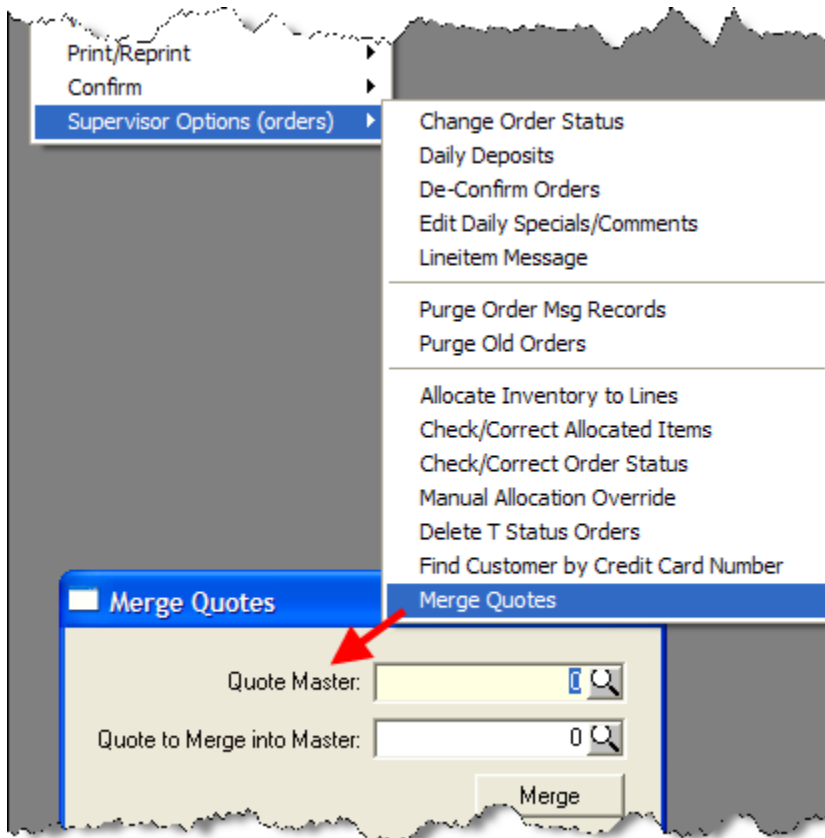 Print/Reprint
Confirm
Supervisor Options (orders)
Change Order Status
Daily Deposits
De-Confirm Orders
Edit Daily Specials/Comments
Lineitem Message
Purge Order Msg Records
Purge Old Orders
Allocate Inventory to Lines
Check/Correct Allocated Items
Check/Correct Order Status
Manual Allocation Override
Delete T Status Orders
Find Customer by Credit Card Number
Merge Quotes
Merge Quotes
Quote Master: 0
Quote to Merge into Master: 0
Merge